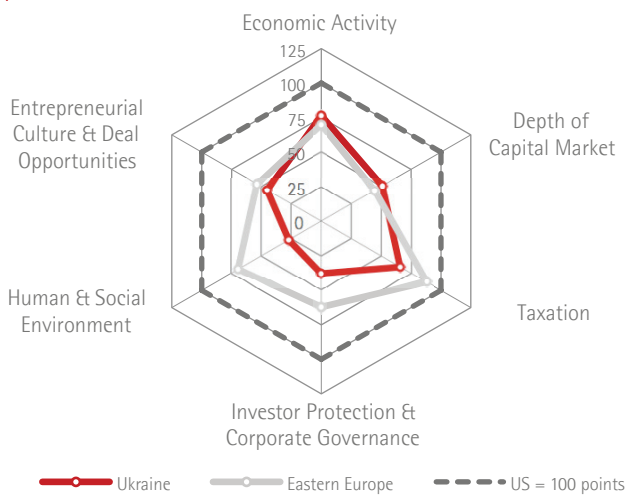 Economic Activity
125
100
75
50
25
0
Entrepreneurial
Culture & Deal
Opportunities
Depth of
Capital Market
Human & Social
Environment
Taxation
Investor Protection &
Corporate Governance
Ukraine
Eastern Europe
US = 100 points